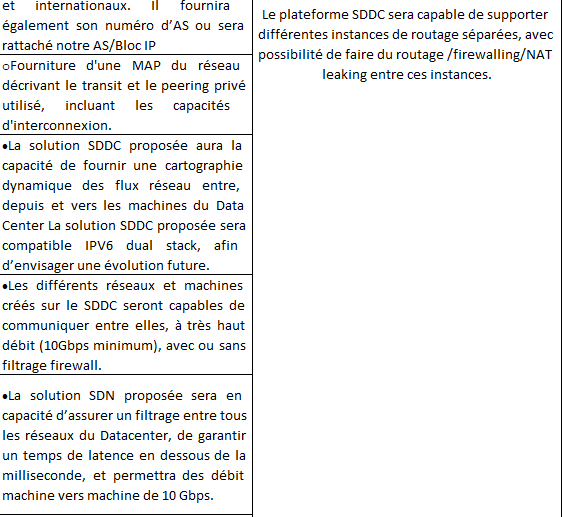 et internationaux. Il fournira
également son numéro d’AS ou sera
rattaché notre AS/Bloc IP
oFourniture d'une MAP du réseau
décrivant le transit et le peering privé
utilisé, incluant les capacités
d'interconnexion.
•La solution SDDC proposée aura la
capacité de fournir une cartographie
dynamique des flux réseau entre,
depuis et vers les machines du Data
Center La solution SDDC proposée sera
compatible IPV6 dual stack, afin
d’envisager une évolution future.
•Les différents réseaux et machines
créés sur le SDDC seront capables de
communiquer entre elles, à très haut
débit (10Gbps minimum), avec ou sans
filtrage firewall.
•La solution SDN proposée sera en
capacité d’assurer un filtrage entre tous
les réseaux du Datacenter, de garantir
un temps de latence en dessous de la
milliseconde, et permettra des débit
machine vers machine de 10 Gbps.
Le plateforme SDDC sera capable de supporter
différentes instances de routage séparées, avec
possibilité de faire du routage /firewalling/NAT
leaking entre ces instances.